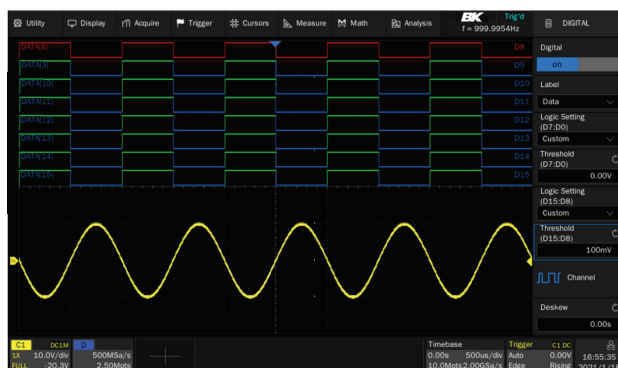 Utility Display Acquire Trigger Cursors Measure Math Analysis BK Trig'd DIGITAL
f = 999.9954Hz
DATA[8] D8
DATA[9] D9
DATA[10] D10
DATA[11] D11
DATA[12] D12
DATA[13] D13
DATA[14] D14
DATA[15] D15
Digital
on
Label
Data
Logic Setting
(D7:D0)
Custom
Threshold
(D7:D0)
0.00V
Logic Setting
(D15:D8)
Custom
Threshold
(D15:D8)
100mV
Channel
Deskew
0.00s
C1 DC1M D Timebase Trigger C1 DC
1X 10.0V/div 500MSa/s 0.00s 500us/div Auto 0.00V 16:55:35
FULL -20.3V 2.50Mpts 10.0Mpts 2.00GSa/s Edge Rising